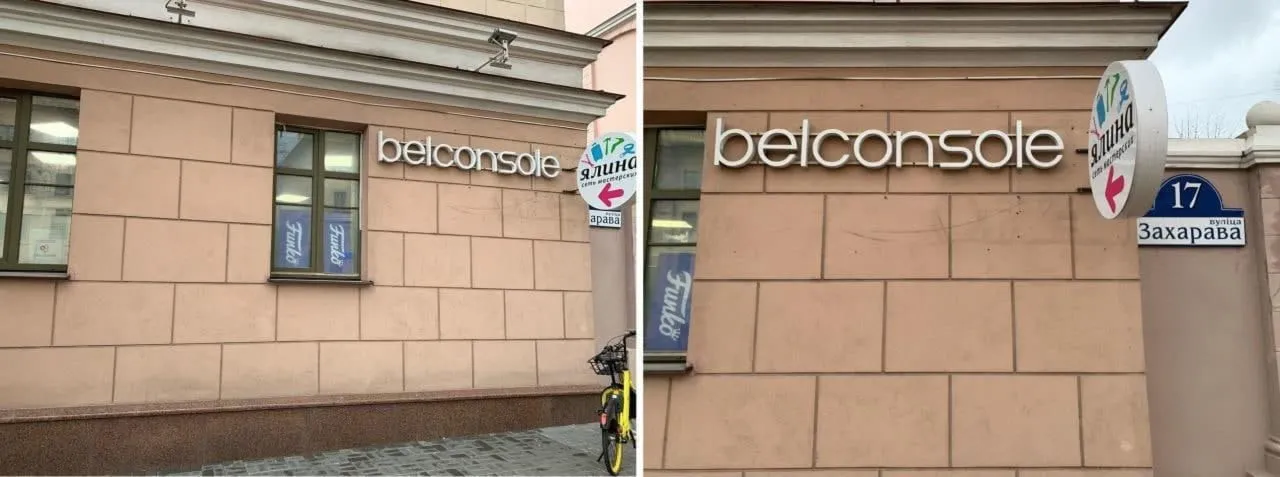 belconsole
ялина
сеть мастерских
арава
Funko
Funko
belconsole
ялина
сеть мастерских
17
вуліца
Захарава
Funko